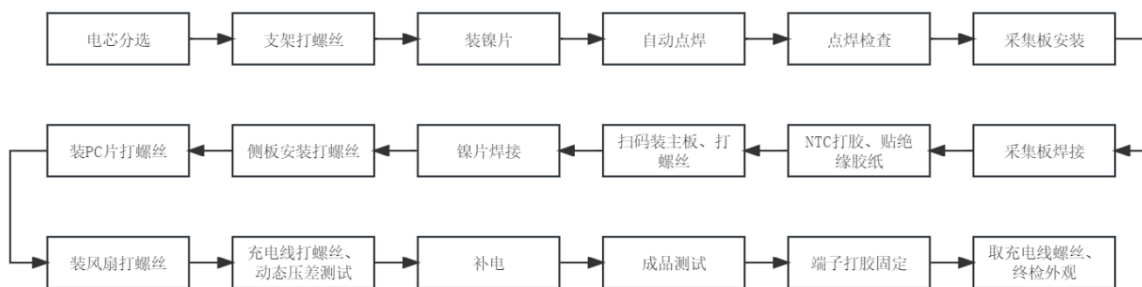 电芯分选
支架打螺丝
装镍片
自动点焊
点焊检查
采集板安装
采集板焊接
NTC打胶、贴绝
缘胶纸
扫码装主板、打
螺丝
镍片焊接
侧板安装打螺丝
装PC片打螺丝
装风扇打螺丝
充电线打螺丝、
动态压差测试
补电
成品测试
端子打胶固定
取充电线螺丝、
终检外观